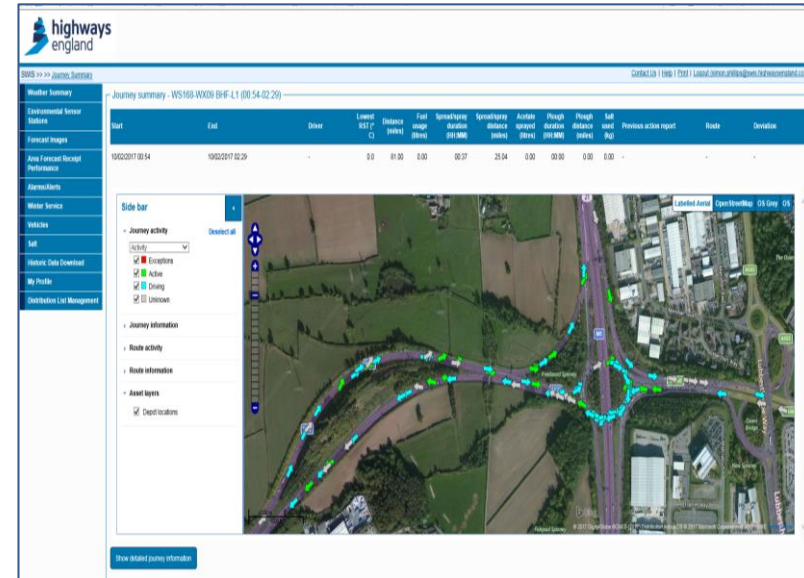 highways
england
SWIS >> >> Journey Summary
Contact Us | Help | Print | Logout
Weather Summary
Environmental Sensor
Stations
Forecast Images
Area Forecast Receipt
Performance
Alarms/Alerts
Winter Service
Vehicles
Salt
Historic Data Download
My Profile
Distribution List Management
Journey summary - WS168-WX09 BHF-L1 (00:54-02:29)
Start End Driver Lowest RST (° C) Distance (miles) Fuel usage (litres) Spread/spray duration (HH:MM) Spread/spray distance (miles) Acetate sprayed (litres) Plough duration (HH:MM) Plough distance (miles) Salt used (kg) Previous action report Route Deviation
10/02/2017 00:54 10/02/2017 02:29 - 0.0 81.00 0.00 00:37 25.04 0.00 00:00 0.00 0.00 - - -
Side bar
Journey activity Deselect all
Activity
Exceptions
Active
Driving
Unknown
Journey information
Route activity
Route information
Asset layers
Depot locations
Labelled Aerial OpenStreetMap OS Grey OS
21
M1
Freeboard Spinney
Lubbesthorpe Way
Show detailed journey information